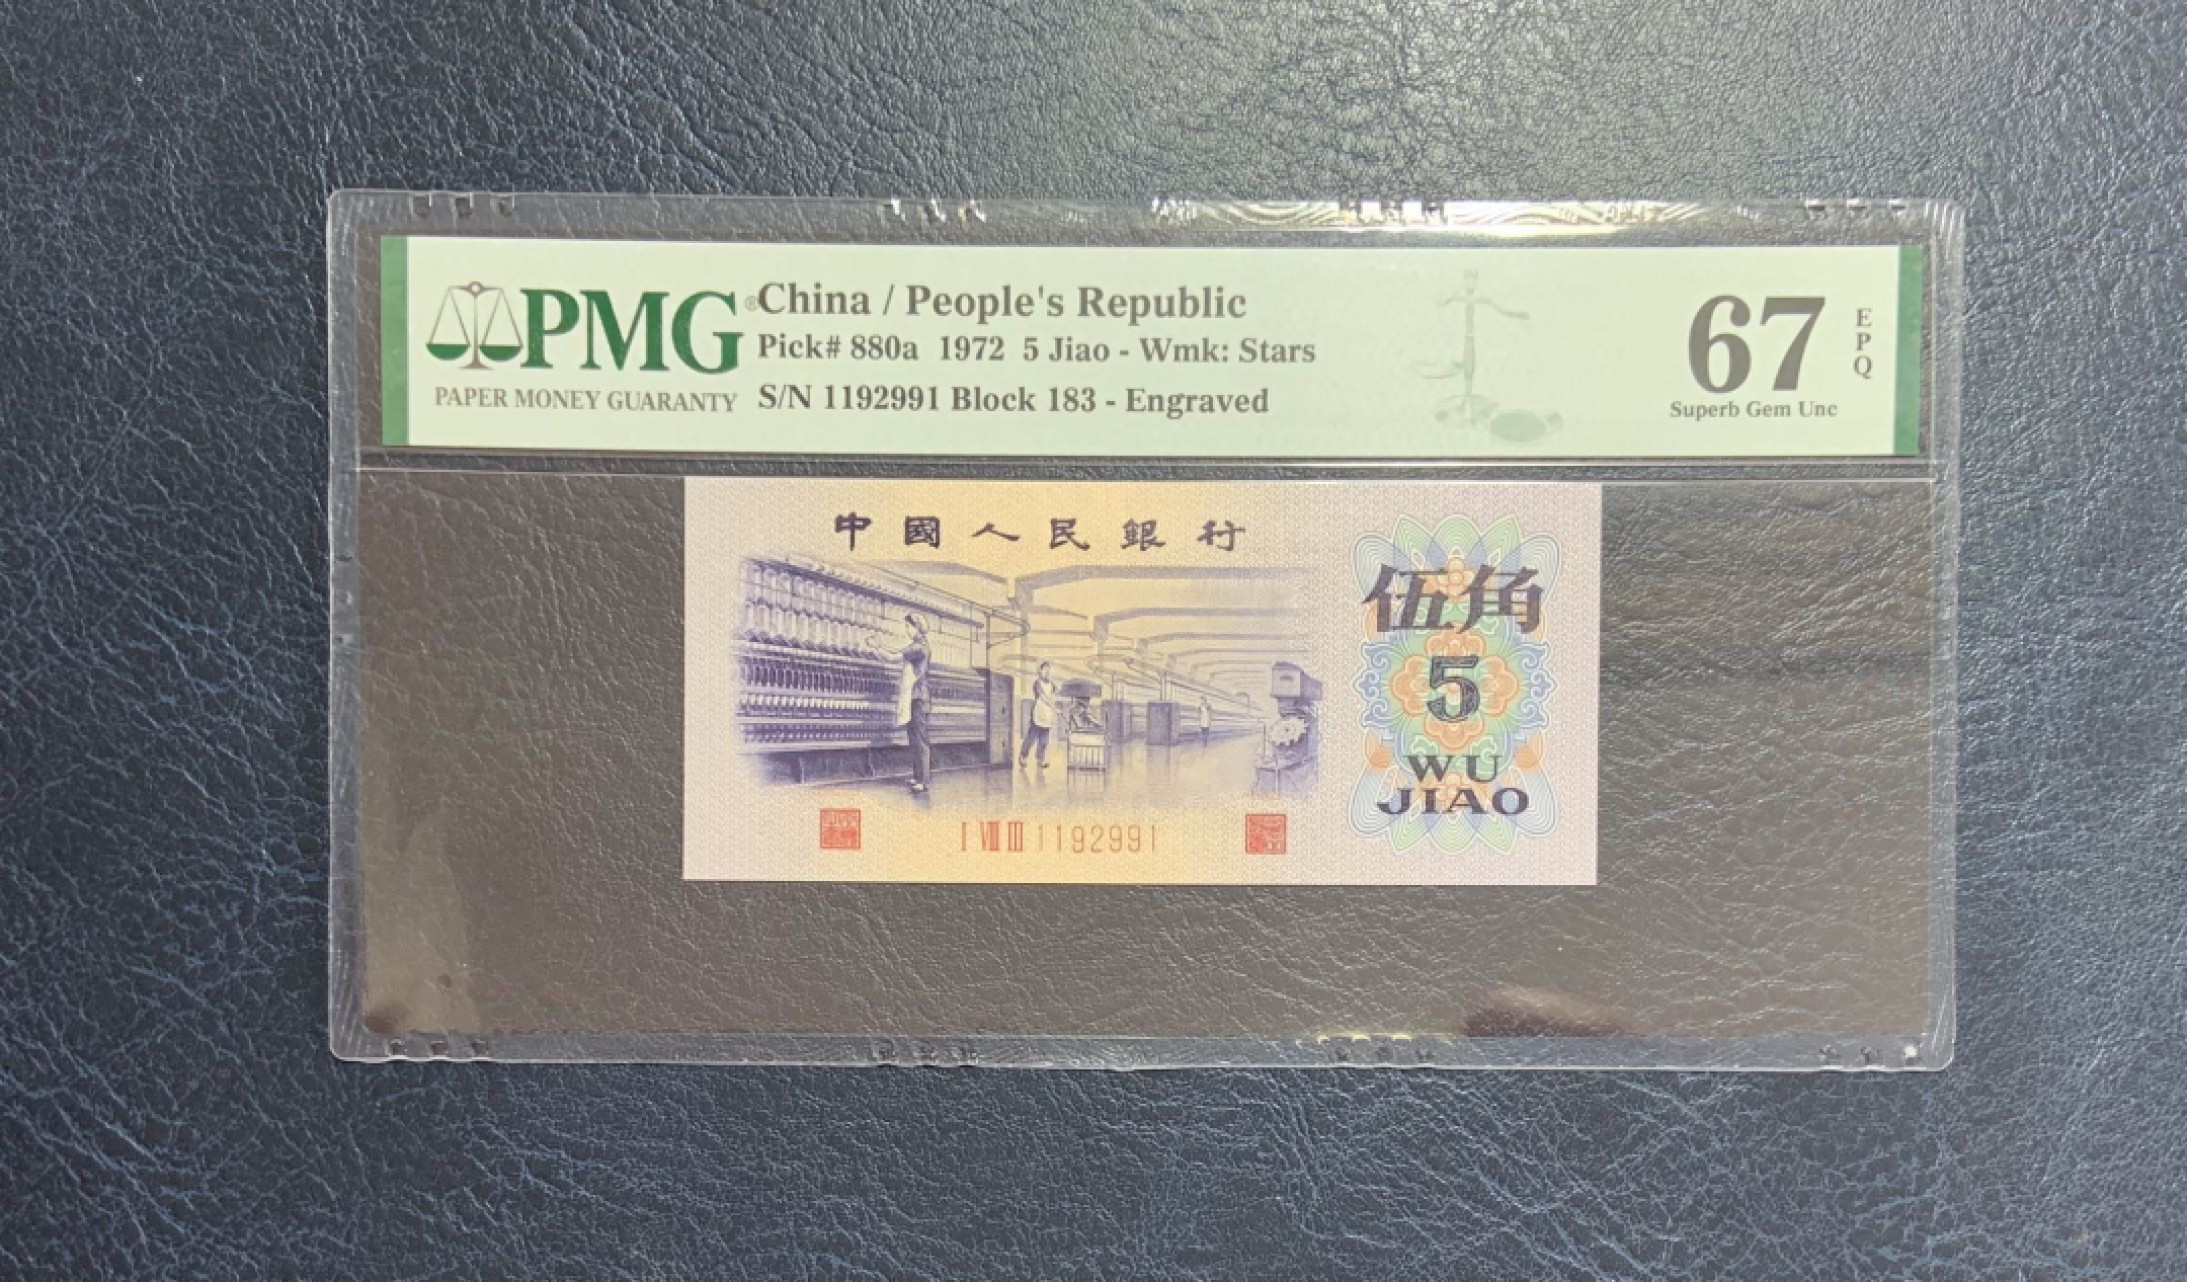 PMG®
PAPER MONEY GUARANTY
China / People's Republic
Pick# 880a 1972 5 Jiao - Wmk: Stars
S/N 1192991 Block 183 - Engraved
67
EPQ
Superb Gem Unc
中國人民銀行
伍角
5
WU
JIAO
I VIII III 1192991